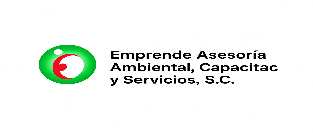 Emprende Asesoría
Ambiental, Capacitac
y Servicios, S.C.